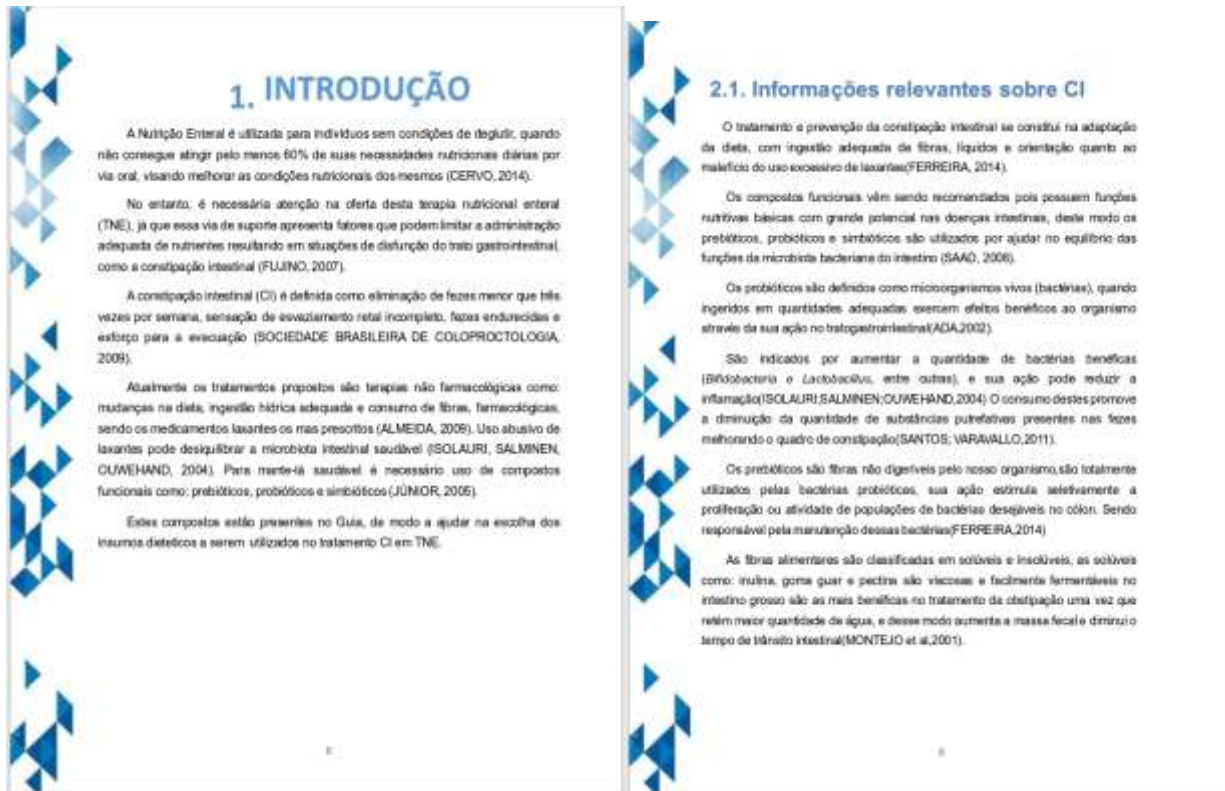 1. INTRODUÇÃO
A Nutrição Enteral é utilizada para indivíduos sem condições de deglutir, quando
não consegue atingir pelo menos 60% de suas necessidades nutricionais diárias por
via oral, visando melhorar as condições nutricionais dos mesmos (CERVO, 2014).
No entanto, é necessária atenção na oferta desta terapia nutricional enteral
(TNE), já que essa via de suporte apresenta fatores que podem limitar a administração
adequada de nutrientes resultando em situações de disfunção do trato gastrointestinal,
como a constipação intestinal (FUJINO, 2007).
A constipação intestinal (CI) é definida como eliminação de fezes menor que três
vezes por semana, sensação de esvaziamento retal incompleto, fezes endurecidas e
esforço para a evacuação (SOCIEDADE BRASILEIRA DE COLOPROCTOLOGIA,
2009).
Atualmente os tratamentos propostos são terapias não farmacológicas como:
mudanças na dieta, ingestão hídrica adequada e consumo de fibras, farmacológicas,
sendo os medicamentos laxantes os mas prescritos (ALMEIDA, 2009). Uso abusivo de
laxantes pode desiquilibrar a microbiota intestinal saudável (ISOLAURI, SALMINEN,
OUWEHAND, 2004). Para mante-lá saudável é necessário uso de compostos
funcionais como: prebióticos, probióticos e simbióticos (JÚNIOR, 2005).
Estes compostos estão presentes no Guia, de modo a ajudar na escolha dos
insumos dieteticos a serem utilizados no tratamento CI em TNE.
2.1. Informações relevantes sobre CI
O tratamento e prevenção da constipação intestinal se constitui na adaptação
da dieta, com ingestão adequada de fibras, líquidos e orientação quanto ao
malefício do uso excessivo de laxantes(FERREIRA, 2014).
Os compostos funcionais vêm sendo recomendados pois possuem funções
nutritivas básicas com grande potencial nas doenças intestinais, deste modo os
prebióticos, probióticos e simbióticos são utilizados por ajudar no equilíbrio das
funções da microbiota bacteriana do intestino (SAAD, 2006).
Os probióticos são definidos como microorganismos vivos (bactérias), quando
ingeridos em quantidades adequadas exercem efeitos benéficos ao organismo
através da sua ação no tratogastrointestinal(ADA,2002).
São indicados por aumentar a quantidade de bactérias benéficas
(Bifidobacteria e Lactobacillus, entre outras), e sua ação pode reduzir a
inflamação(ISOLAURI;SALMINEN;OUWEHAND,2004) O consumo destes promove
a diminuição da quantidade de substâncias putrefativas presentes nas fezes
melhorando o quadro de constipação(SANTOS; VARAVALLO,2011).
Os prebióticos são fibras não digeríveis pelo nosso organismo,são totalmente
utilizados pelas bactérias probióticas, sua ação estimula seletivamente a
proliferação ou atividade de populações de bactérias desejáveis no cólon. Sendo
responsável pela manutenção dessas bactérias(FERREIRA,2014)
As fibras alimentares são classificadas em solúveis e insolúveis, as solúveis
como: inulina, goma guar e pectina são viscosas e facilmente fermentáveis no
intestino grosso são as mais benéficas no tratamento da obstipação uma vez que
retém maior quantidade de água, e desse modo aumenta a massa fecal e diminui o
tempo de trânsito intestinal(MONTEJO et al,2001).